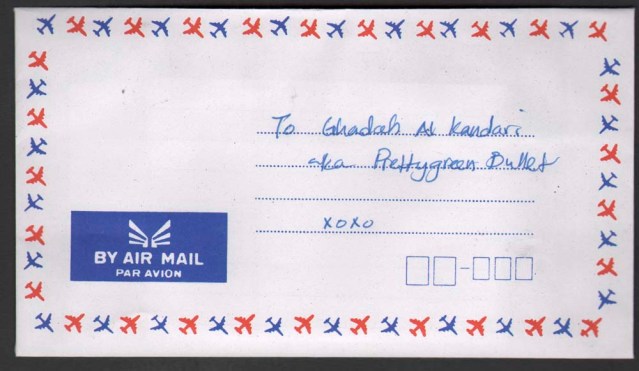 To Ghadah Al Kandari
aka Prettygreen Bullet
xoxo
BY AIR MAIL
PAR AVION